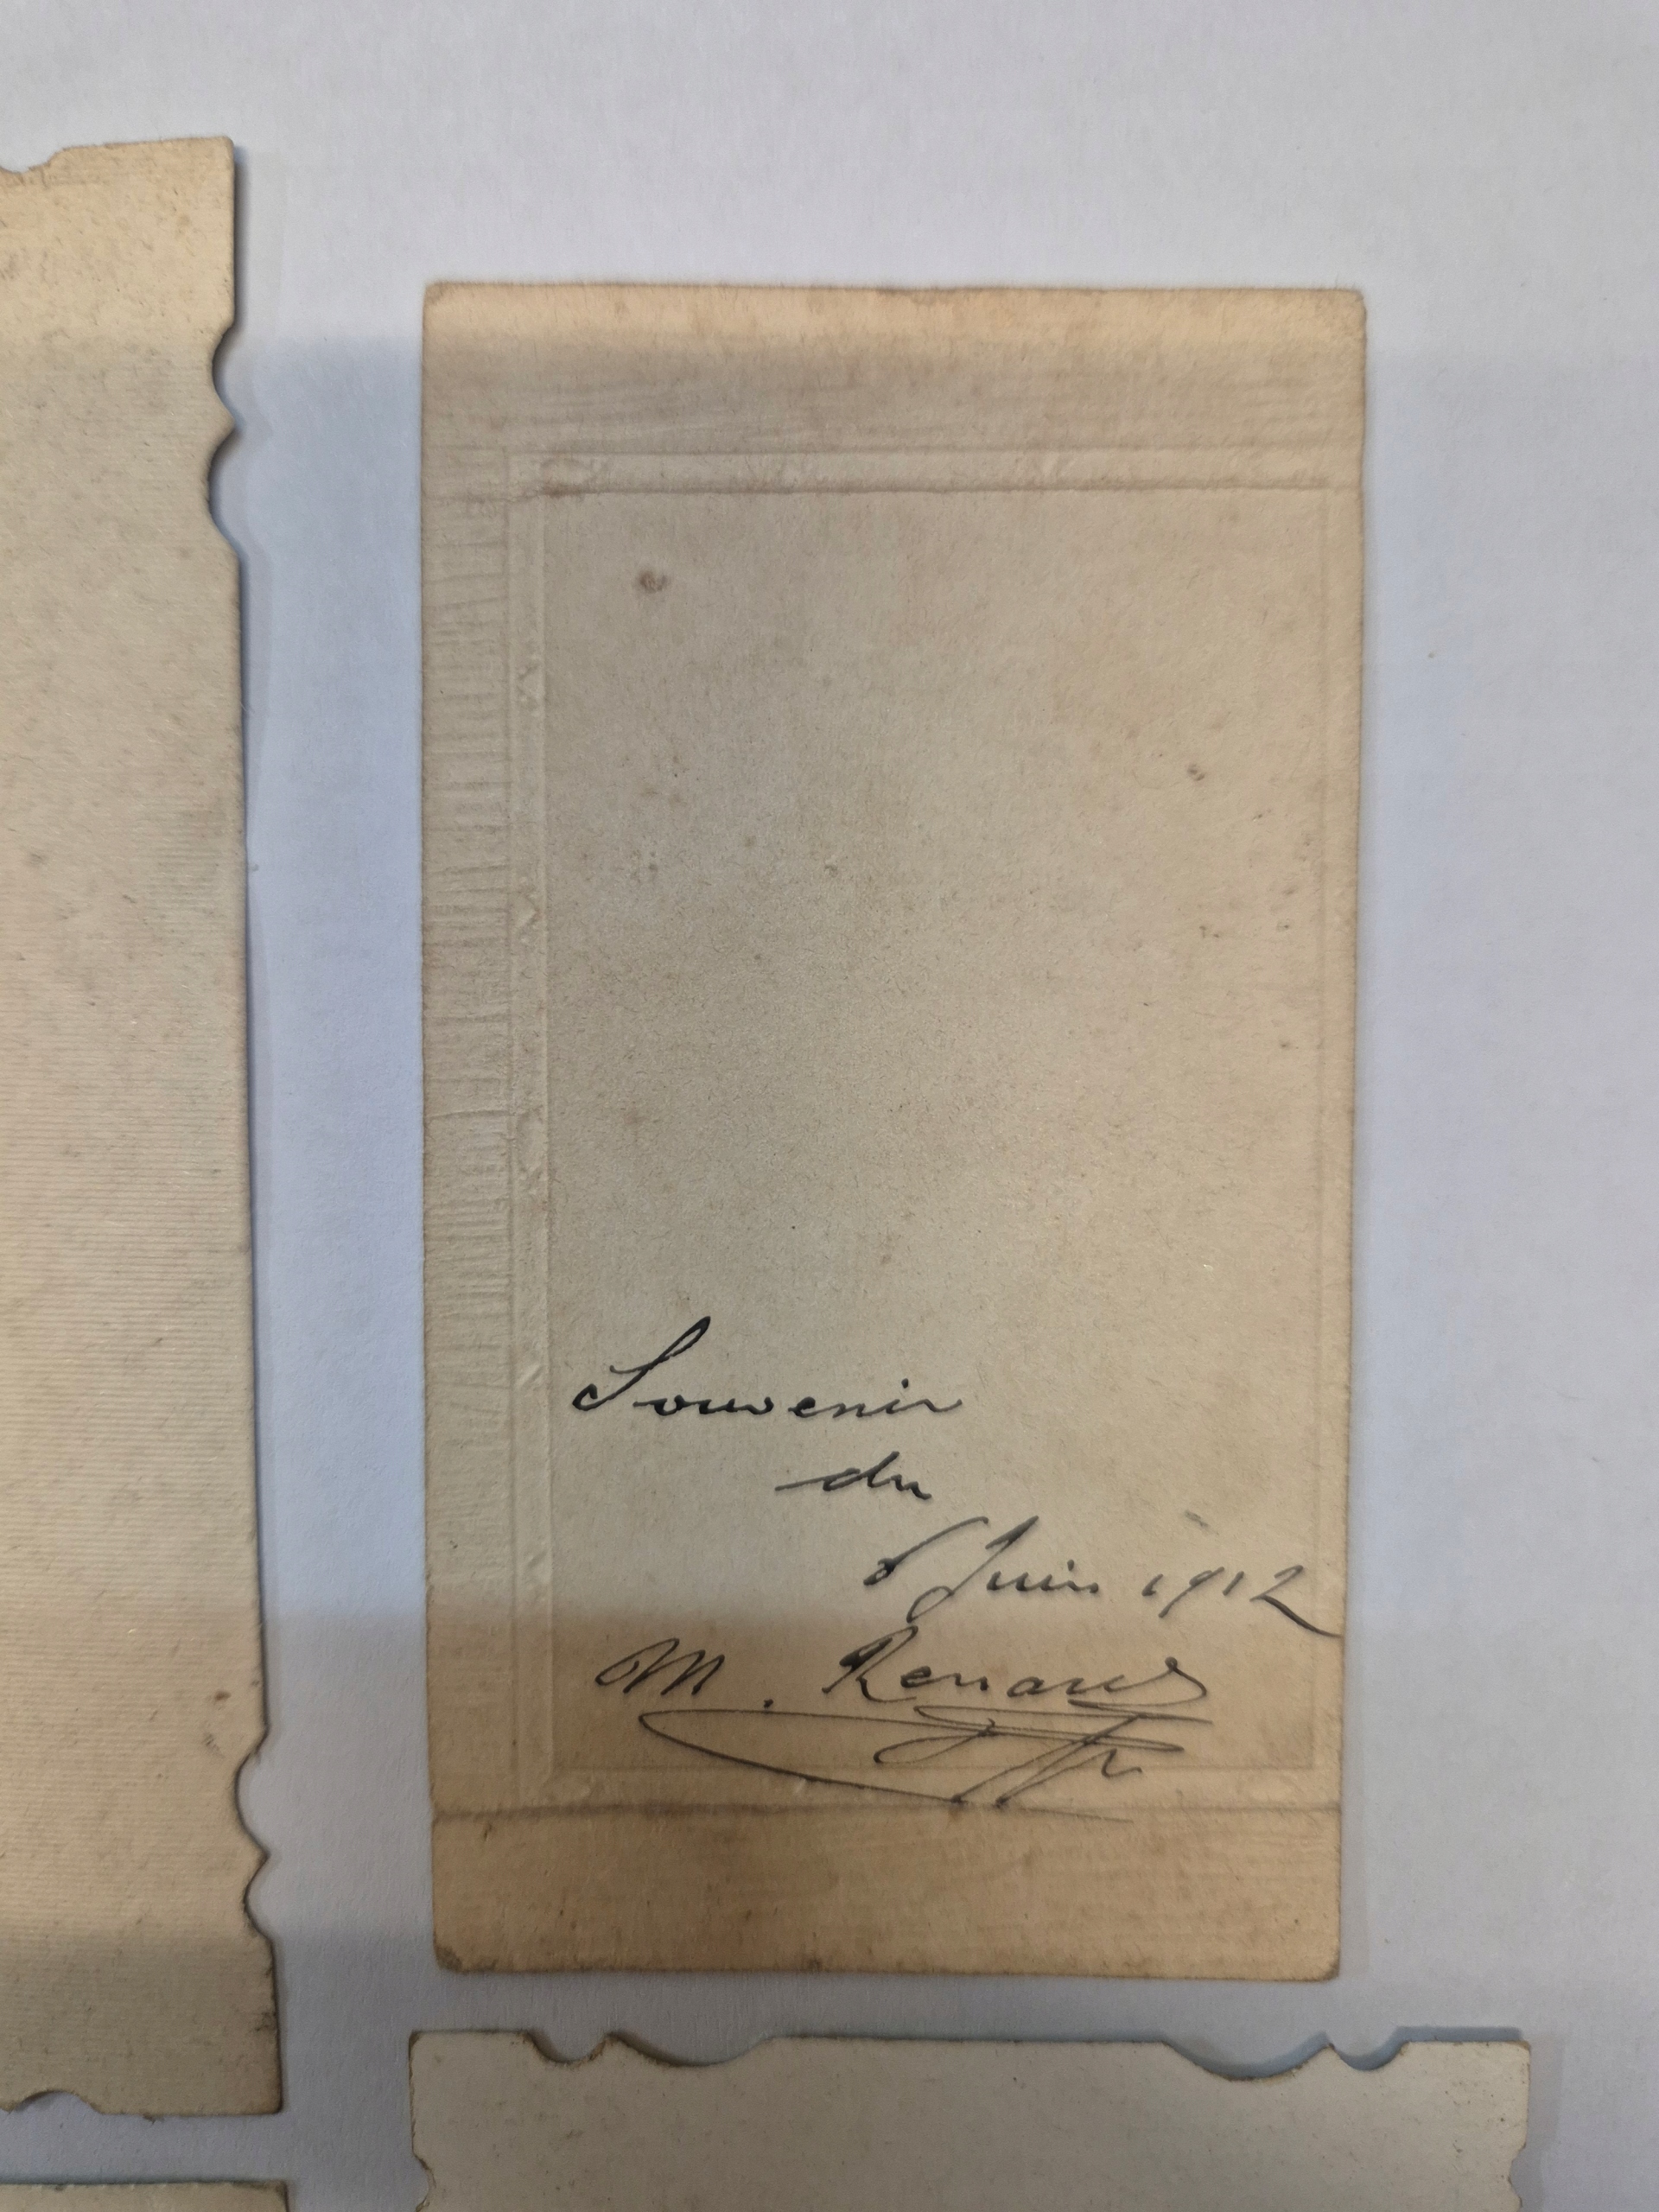 Souvenir
du
6 Juin 1912
M. Renaud